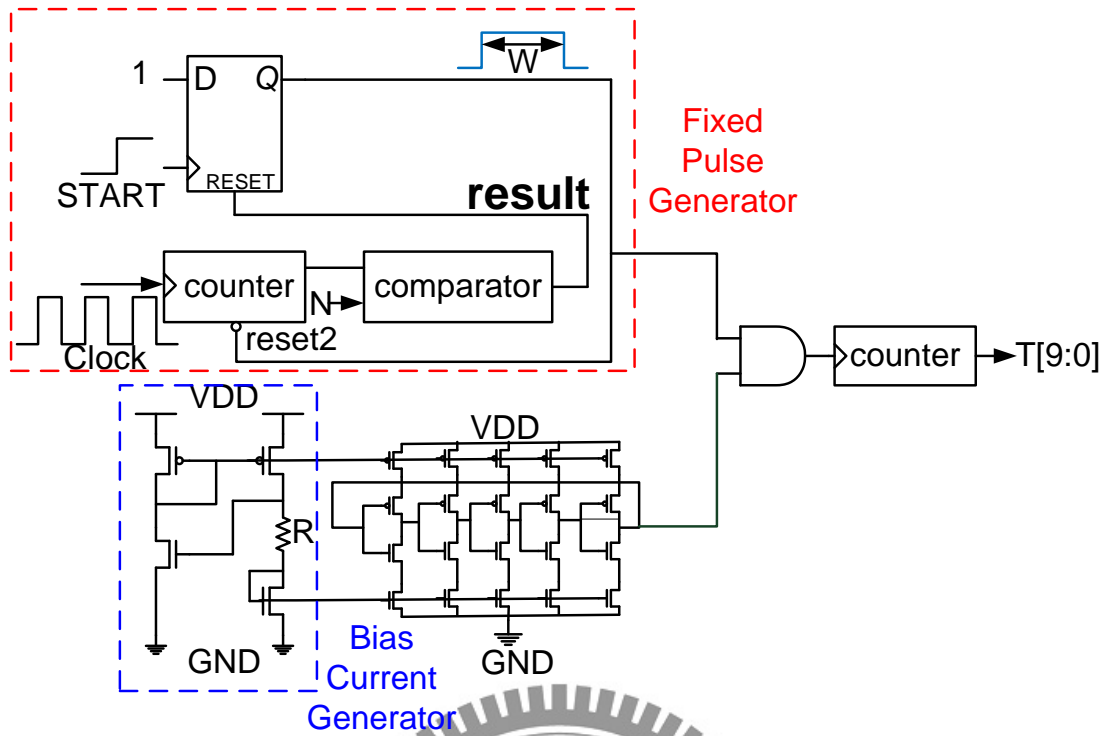 W
1
D
Q
START
RESET
result
Fixed
Pulse
Generator
counter
N
comparator
reset2
Clock
counter
T[9:0]
VDD
VDD
R
GND
Bias
Current
Generator
GND